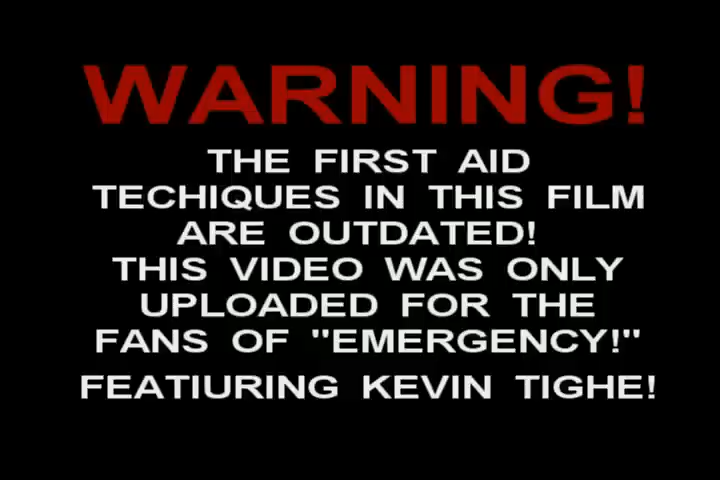 WARNING!
THE FIRST AID
TECHIQUES IN THIS FILM
ARE OUTDATED!
THIS VIDEO WAS ONLY
UPLOADED FOR THE
FANS OF "EMERGENCY!"
FEATIURING KEVIN TIGHE!